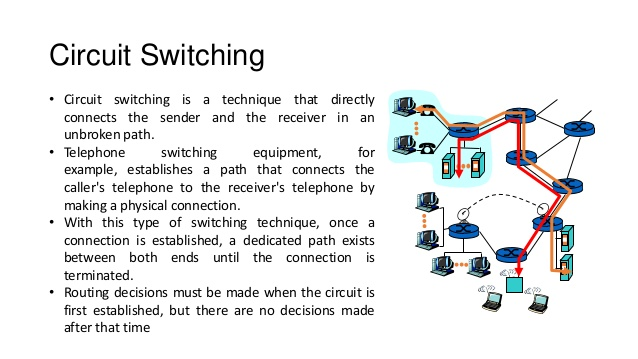 Circuit Switching
• Circuit switching is a technique that directly
connects the sender and the receiver in an
unbroken path.
• Telephone switching equipment, for
example, establishes a path that connects the
caller's telephone to the receiver's telephone by
making a physical connection.
• With this type of switching technique, once a
connection is established, a dedicated path exists
between both ends until the connection is
terminated.
• Routing decisions must be made when the circuit is
first established, but there are no decisions made
after that time